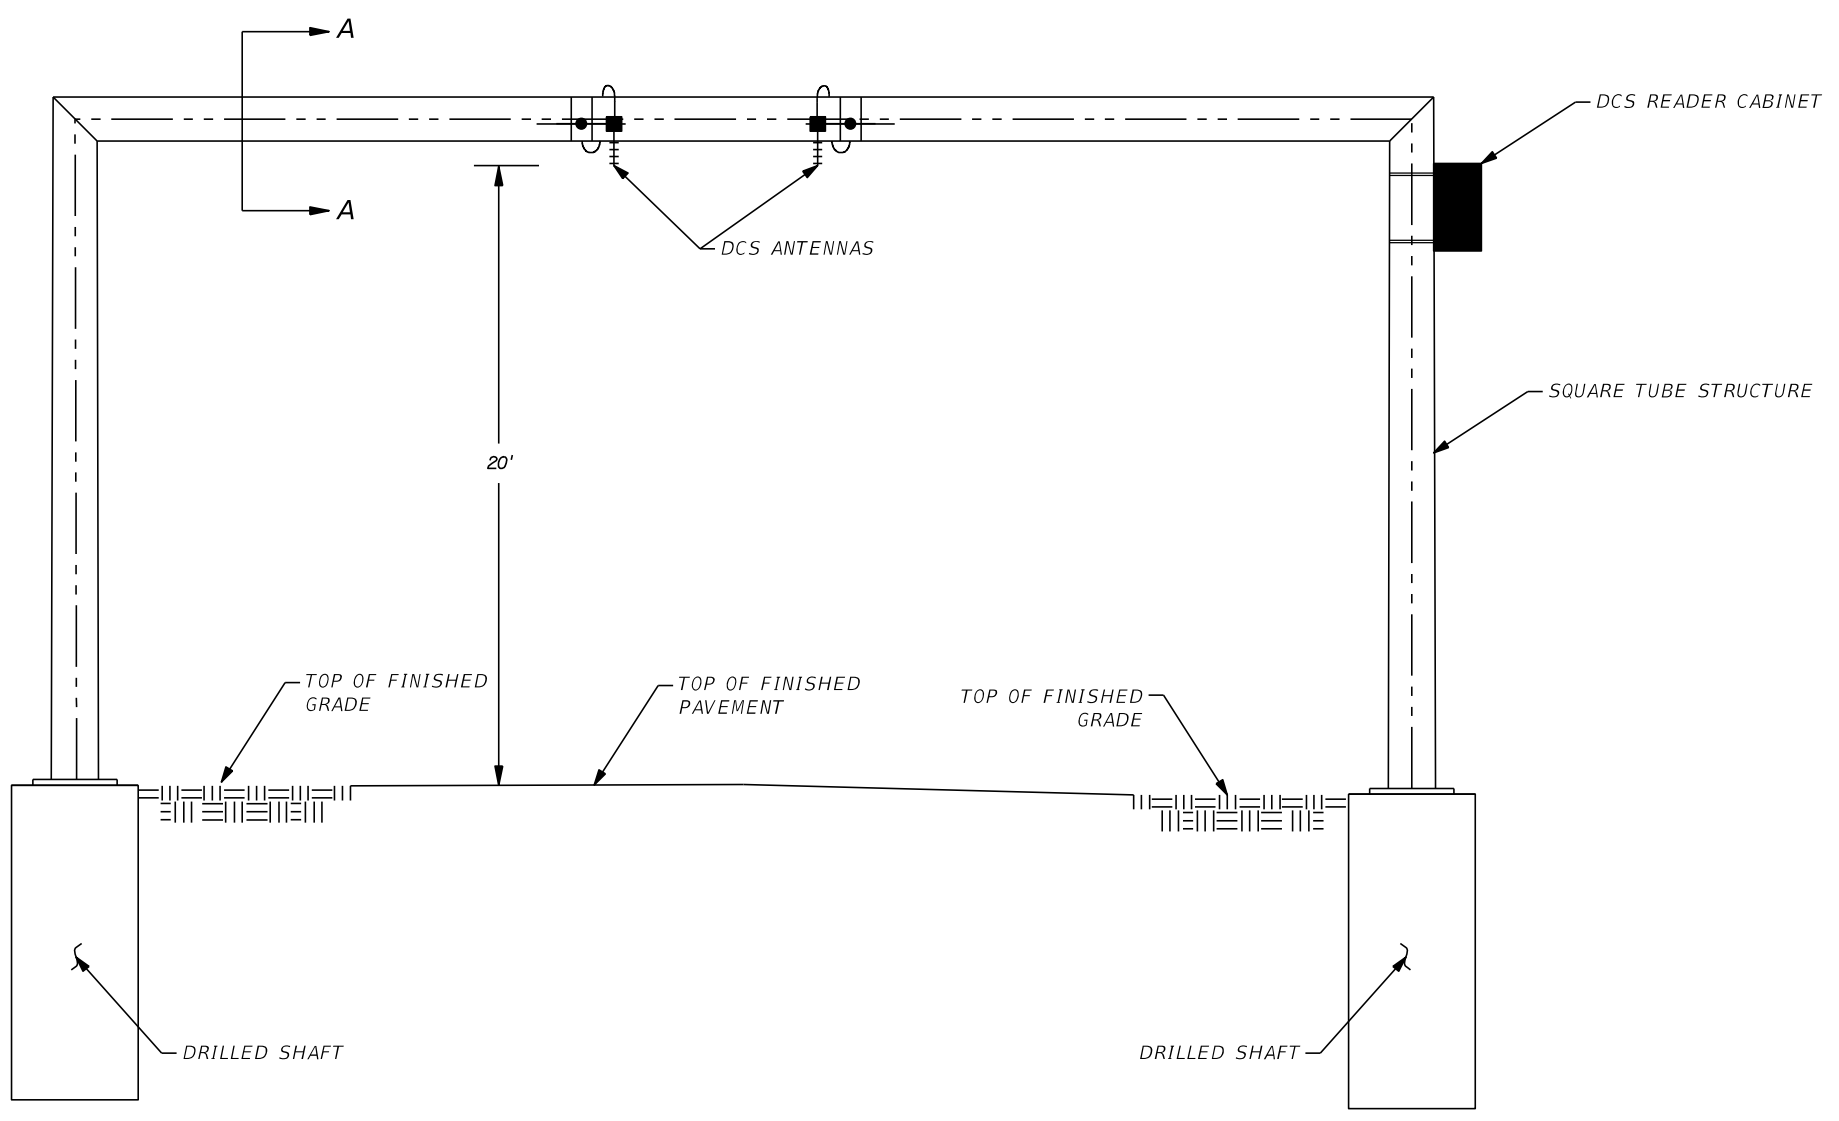 A
DCS READER CABINET
A
DCS ANTENNAS
SQUARE TUBE STRUCTURE
20'
TOP OF FINISHED
GRADE
TOP OF FINISHED
PAVEMENT
TOP OF FINISHED
GRADE
DRILLED SHAFT
DRILLED SHAFT